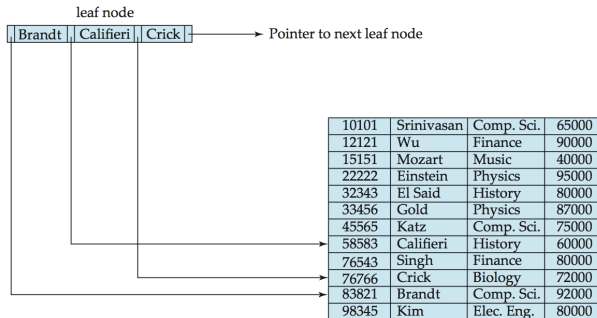 leaf node
Brandt Califieri Crick
Pointer to next leaf node
10101 Srinivasan Comp. Sci. 65000
12121 Wu Finance 90000
15151 Mozart Music 40000
22222 Einstein Physics 95000
32343 El Said History 80000
33456 Gold Physics 87000
45565 Katz Comp. Sci. 75000
58583 Califieri History 60000
76543 Singh Finance 80000
76766 Crick Biology 72000
83821 Brandt Comp. Sci. 92000
98345 Kim Elec. Eng. 80000